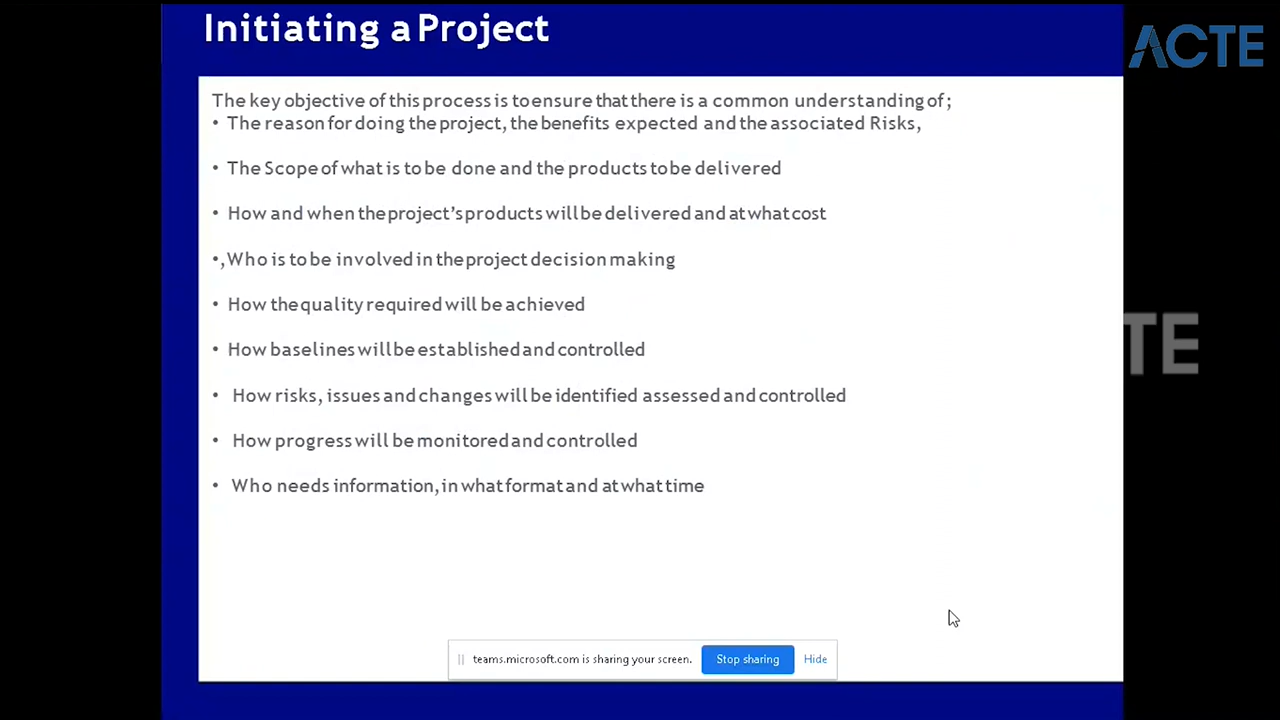 Initiating a Project
ACTE
The key objective of this process is to ensure that there is a common understanding of;
• The reason for doing the project, the benefits expected and the associated Risks,
• The Scope of what is to be done and the products to be delivered
• How and when the project's products will be delivered and at what cost
•,Who is to be involved in the project decision making
• How the quality required will be achieved
TE
• How baselines will be established and controlled
• How risks, issues and changes will be identified assessed and controlled
• How progress will be monitored and controlled
• Who needs information, in what format and at what time
teams.microsoft.com is sharing your screen. Stop sharing Hide